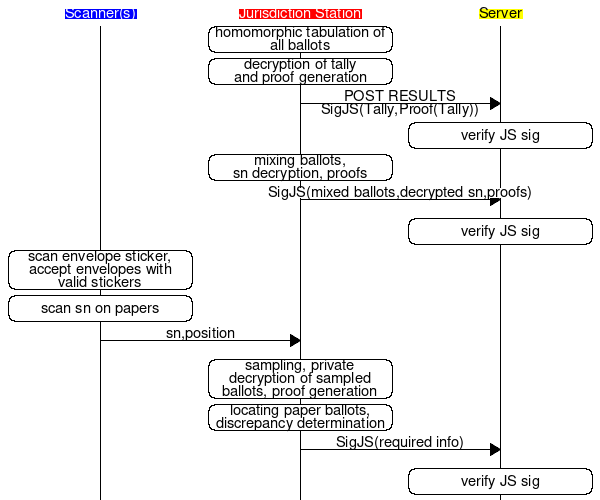 Scanner(s)
Jurisdiction Station
Server
homomorphic tabulation of
all ballots
decryption of tally
and proof generation
POST RESULTS
SigJS(Tally,Proof(Tally))
verify JS sig
mixing ballots,
sn decryption, proofs
SigJS(mixed ballots,decrypted sn,proofs)
verify JS sig
scan envelope sticker,
accept envelopes with
valid stickers
scan sn on papers
sn,position
sampling, private
decryption of sampled
ballots, proof generation
locating paper ballots,
discrepancy determination
SigJS(required info)
verify JS sig